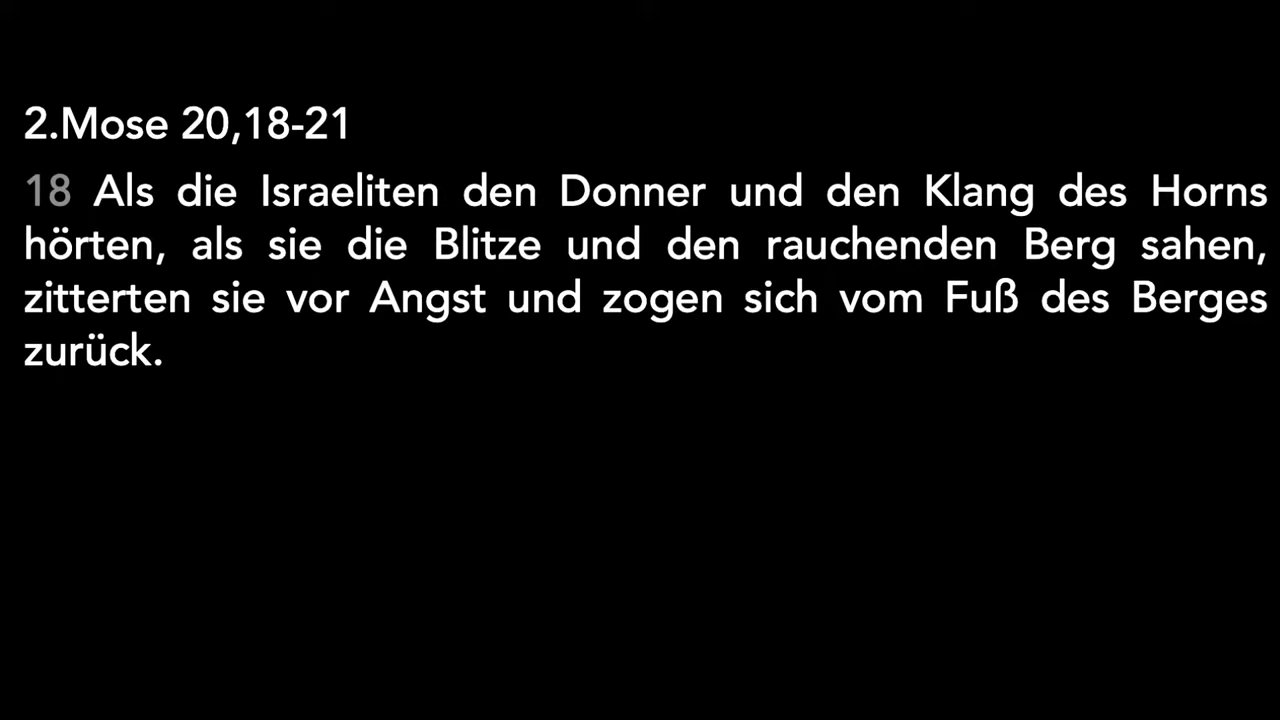 2.Mose 20,18-21
18 Als die Israeliten den Donner und den Klang des Horns
hörten, als sie die Blitze und den rauchenden Berg sahen,
zitterten sie vor Angst und zogen sich vom Fuß des Berges
zurück.